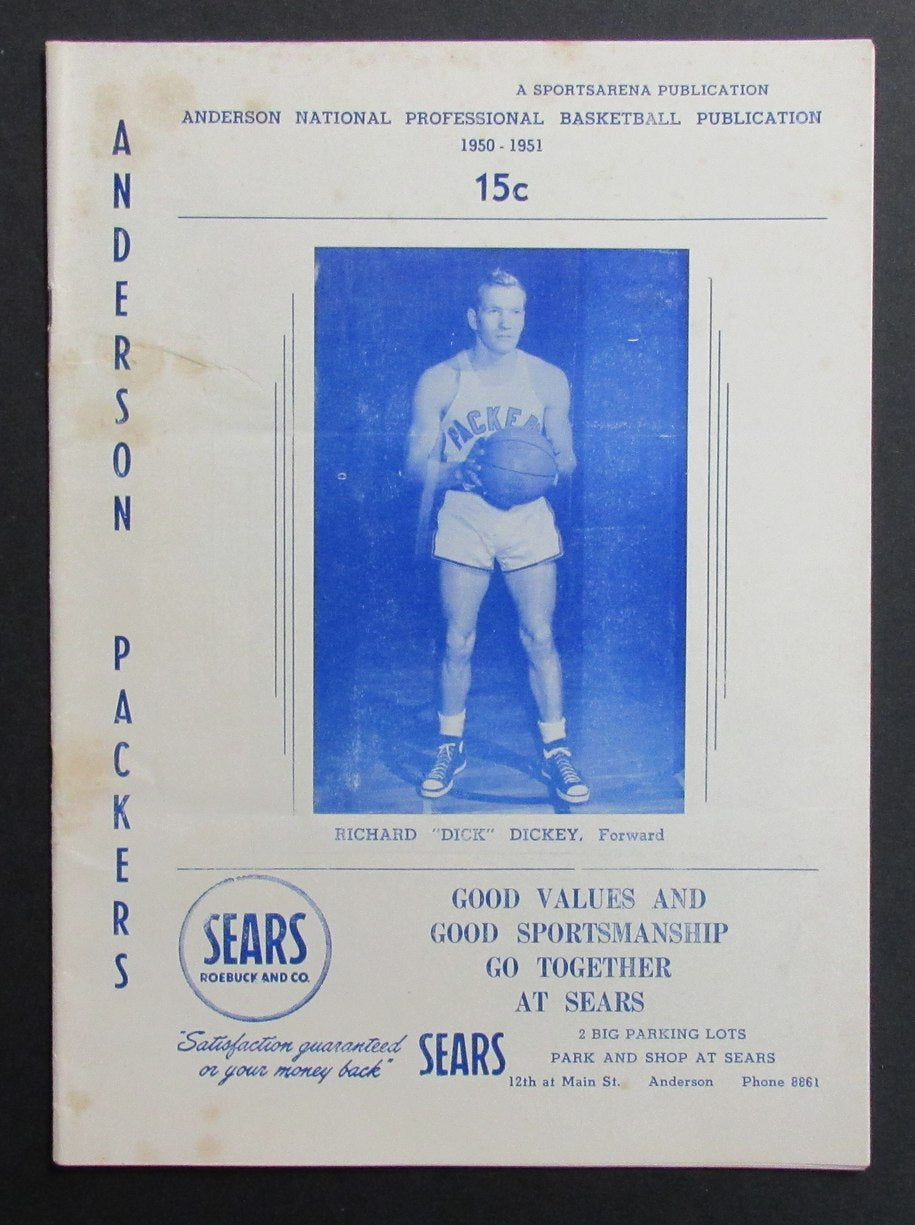 ANDERSON PACKERS
A SPORTSARENA PUBLICATION
ANDERSON NATIONAL PROFESSIONAL BASKETBALL PUBLICATION
1950 - 1951
15c
PACKER
RICHARD "DICK" DICKEY, Forward
SEARS
ROEBUCK AND CO.
"Satisfaction guaranteed
or your money back"
GOOD VALUES AND
GOOD SPORTSMANSHIP
GO TOGETHER
AT SEARS
SEARS
2 BIG PARKING LOTS
PARK AND SHOP AT SEARS
12th at Main St. Anderson Phone 8861